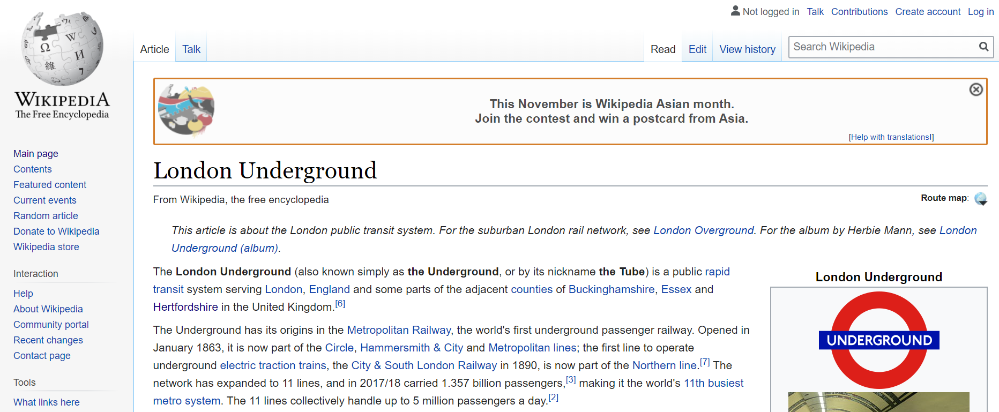 Not logged in Talk Contributions Create account Log in
Article Talk Read Edit View history Search Wikipedia
WIKIPEDIA
The Free Encyclopedia
Main page
Contents
Featured content
Current events
Random article
Donate to Wikipedia
Wikipedia store
Interaction
Help
About Wikipedia
Community portal
Recent changes
Contact page
Tools
What links here
This November is Wikipedia Asian month.
Join the contest and win a postcard from Asia.
[Help with translations!]
London Underground
From Wikipedia, the free encyclopedia
Route map:
This article is about the London public transit system. For the suburban London rail network, see London Overground. For the album by Herbie Mann, see London
Underground (album).
The London Underground (also known simply as the Underground, or by its nickname the Tube) is a public rapid
transit system serving London, England and some parts of the adjacent counties of Buckinghamshire, Essex and
Hertfordshire in the United Kingdom.[6]
The Underground has its origins in the Metropolitan Railway, the world's first underground passenger railway. Opened in
January 1863, it is now part of the Circle, Hammersmith & City and Metropolitan lines; the first line to operate
underground electric traction trains, the City & South London Railway in 1890, is now part of the Northern line.[7] The
network has expanded to 11 lines, and in 2017/18 carried 1.357 billion passengers,[3] making it the world's 11th busiest
metro system. The 11 lines collectively handle up to 5 million passengers a day.[2]
London Underground
UNDERGROUND